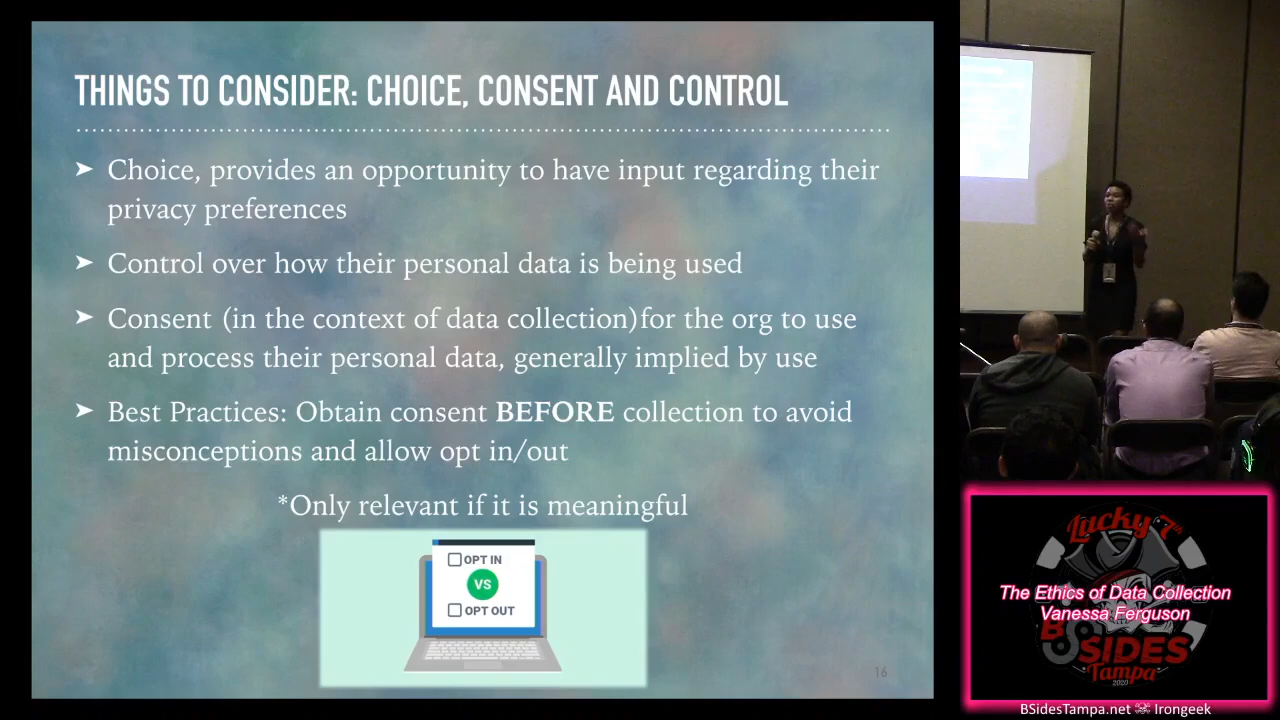 THINGS TO CONSIDER: CHOICE, CONSENT AND CONTROL
➤ Choice, provides an opportunity to have input regarding their
privacy preferences
➤ Control over how their personal data is being used
➤ Consent (in the context of data collection)for the org to use
and process their personal data, generally implied by use
➤ Best Practices: Obtain consent BEFORE collection to avoid
misconceptions and allow opt in/out
*Only relevant if it is meaningful
OPT IN
VS
OPT OUT
16
Lucky 7th
The Ethics of Data Collection
Vanessa Ferguson
BSIDES
Tampa
2020
BSidesTampa.net Irongeek